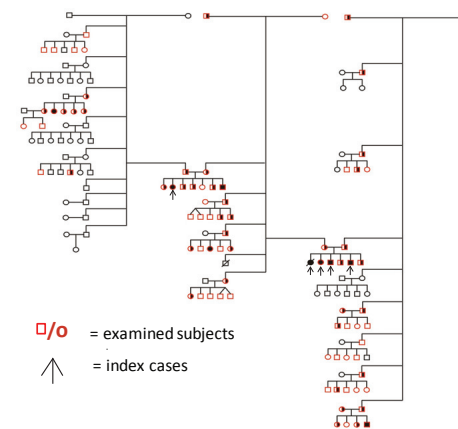 □/o = examined subjects
= index cases